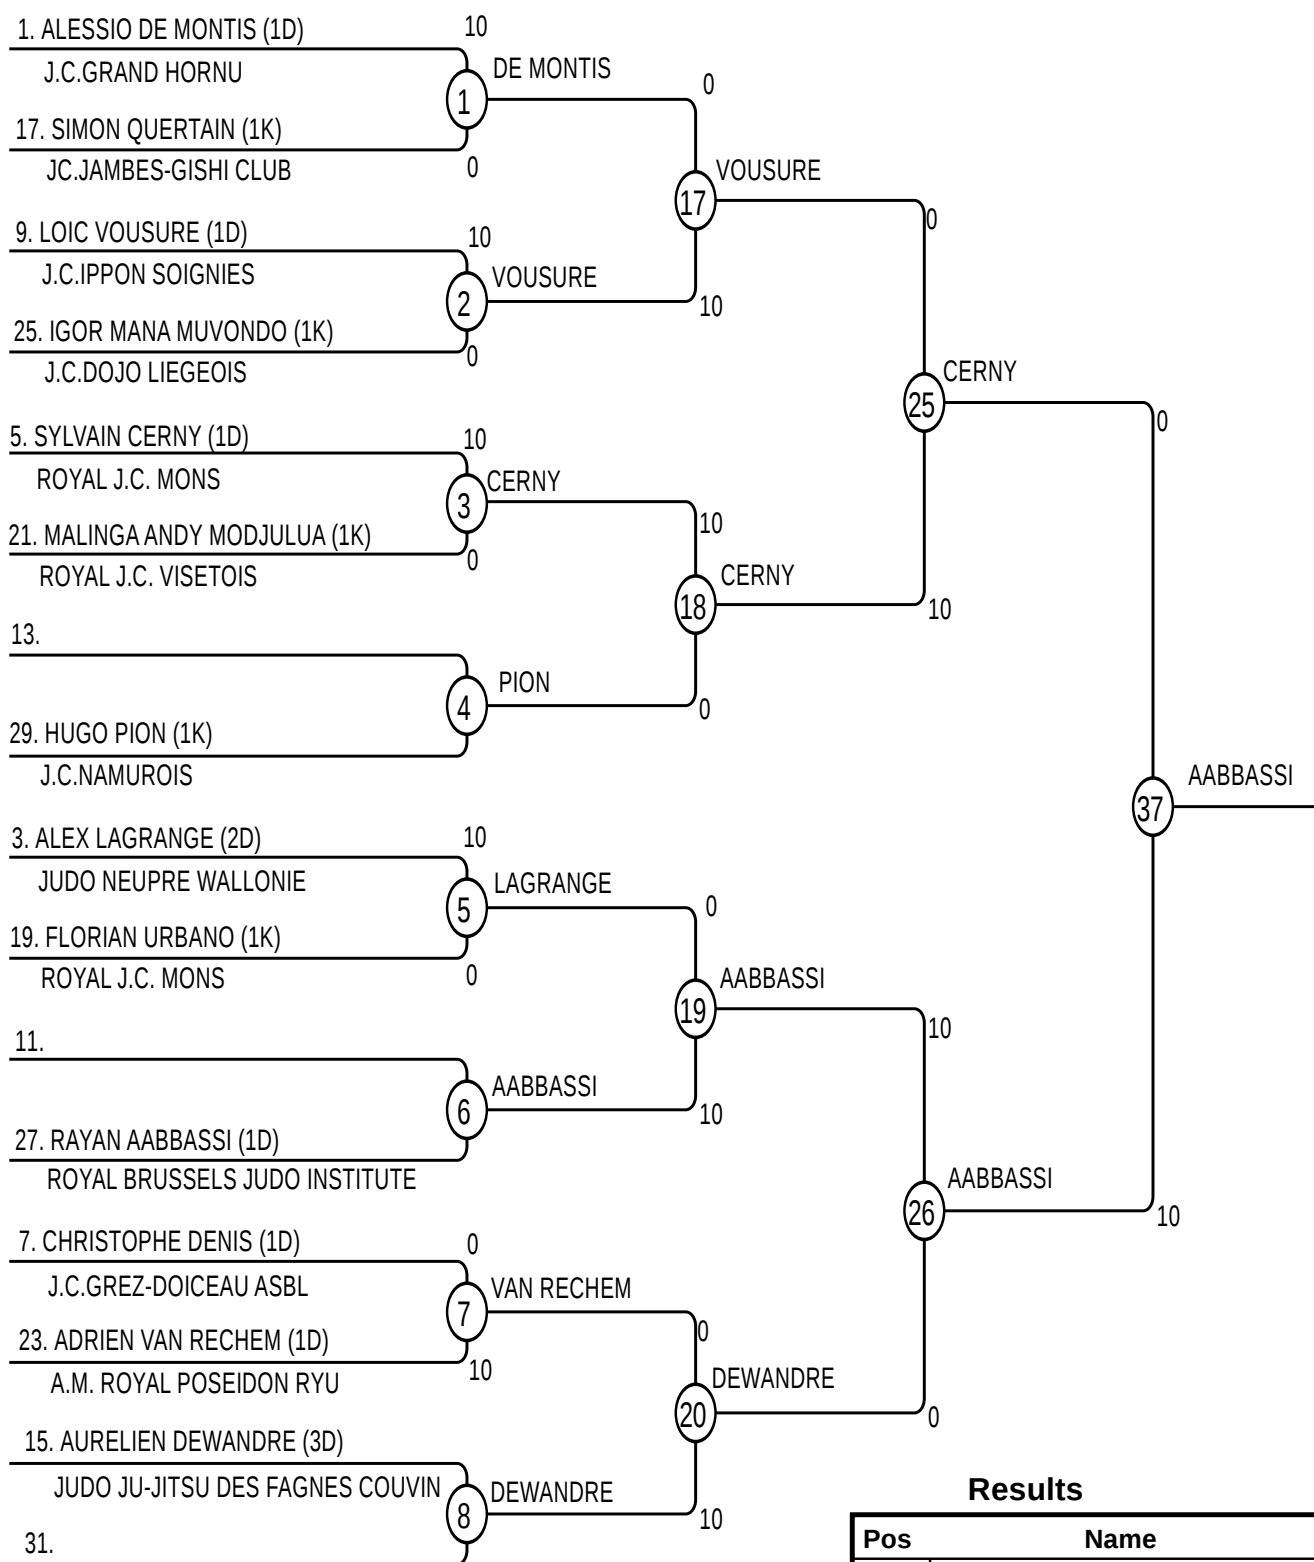 1. ALESSIO DE MONTIS (1D)
10
J.C.GRAND HORNU
DE MONTIS
0
1
17. SIMON QUERTAIN (1K)
JC.JAMBES-GISHI CLUB
0
VOUSURE
17
0
9. LOIC VOUSURE (1D)
10
J.C.IPPON SOIGNIES
VOUSURE
2
10
25. IGOR MANA MUVONDO (1K)
0
J.C.DOJO LIEGEOIS
CERNY
25
0
5. SYLVAIN CERNY (1D)
10
ROYAL J.C. MONS
CERNY
3
10
21. MALINGA ANDY MODJULUA (1K)
0
ROYAL J.C. VISETOIS
CERNY
18
10
13.
PION
4
0
29. HUGO PION (1K)
J.C.NAMUROIS
AABBASSI
37
3. ALEX LAGRANGE (2D)
10
JUDO NEUPRE WALLONIE
LAGRANGE
5
0
19. FLORIAN URBANO (1K)
ROYAL J.C. MONS
0
AABBASSI
19
10
11.
AABBASSI
6
10
27. RAYAN AABBASSI (1D)
ROYAL BRUSSELS JUDO INSTITUTE
AABBASSI
26
10
7. CHRISTOPHE DENIS (1D)
0
J.C.GREZ-DOICEAU ASBL
VAN RECHEM
7
0
23. ADRIEN VAN RECHEM (1D)
10
A.M. ROYAL POSEIDON RYU
DEWANDRE
20
0
15. AURELIEN DEWANDRE (3D)
JUDO JU-JITSU DES FAGNES COUVIN
DEWANDRE
8
10
31.
Results
Pos Name